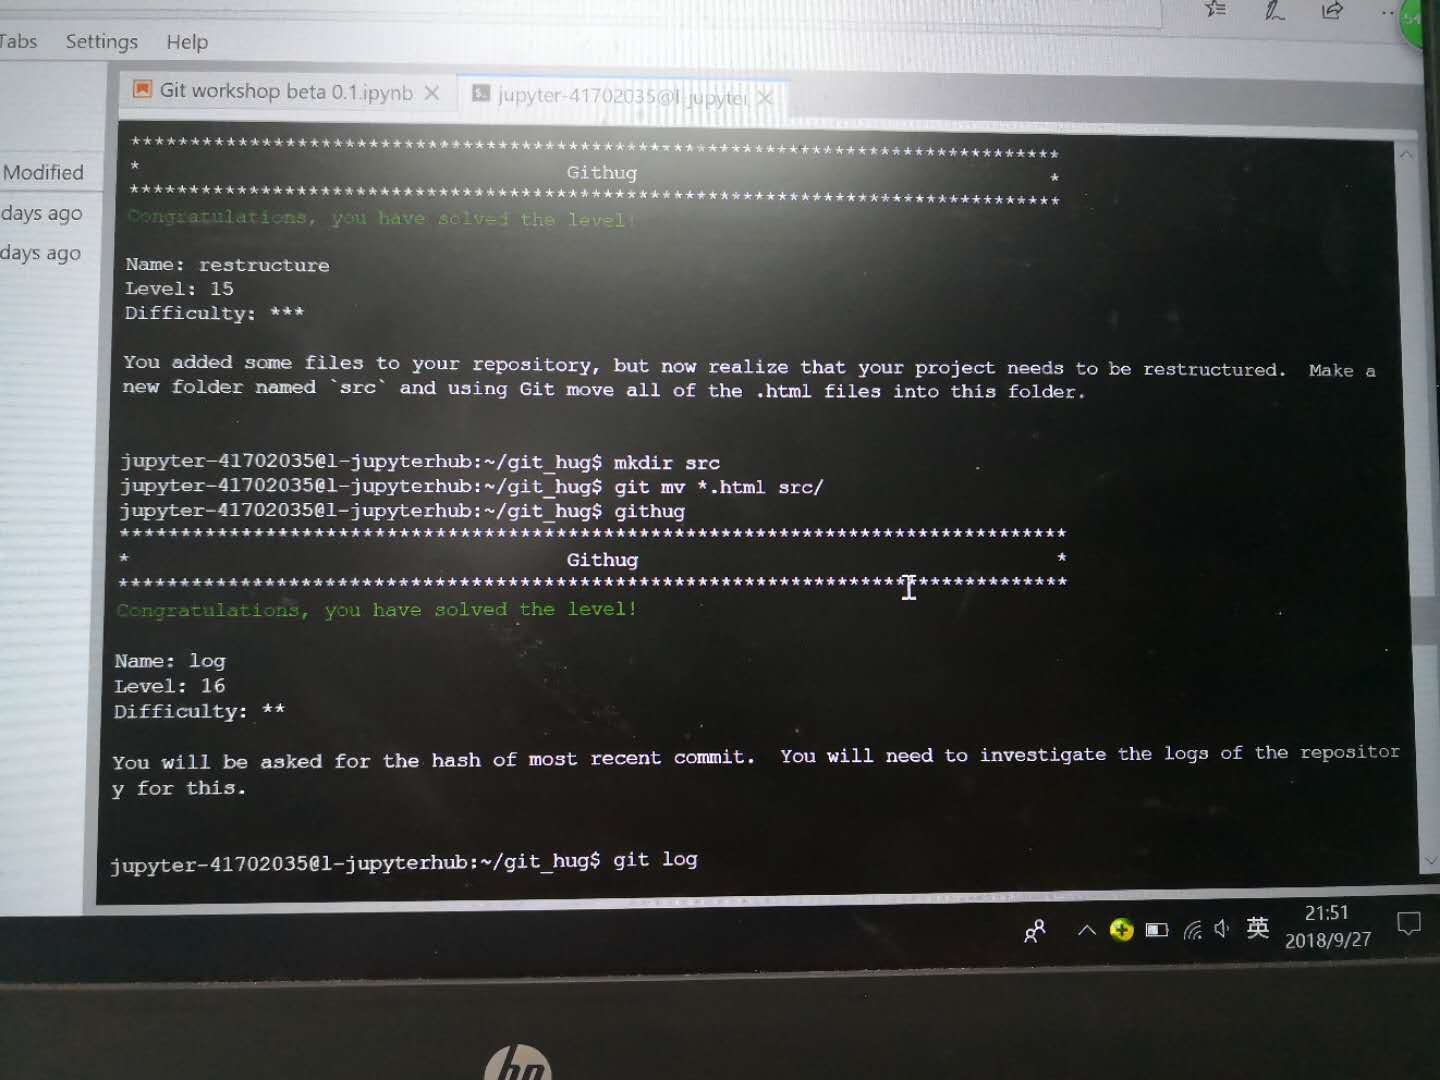 Tabs Settings Help
Git workshop beta 0.1.ipynb
jupyter-41702035@l-jupyter
Modified
days ago
days ago
********************************************************************************
* Githug *
********************************************************************************
Congratulations, you have solved the level!
Name: restructure
Level: 15
Difficulty: ***
You added some files to your repository, but now realize that your project needs to be restructured. Make a
new folder named `src` and using Git move all of the .html files into this folder.
jupyter-41702035@l-jupyterhub:~/git_hug$ mkdir src
jupyter-41702035@l-jupyterhub:~/git_hug$ git mv *.html src/
jupyter-41702035@l-jupyterhub:~/git_hug$ githug
********************************************************************************
* Githug *
********************************************************************************
Congratulations, you have solved the level!
Name: log
Level: 16
Difficulty: **
You will be asked for the hash of most recent commit. You will need to investigate the logs of the repositor
y for this.
jupyter-41702035@l-jupyterhub:~/git_hug$ git log
英
21:51
2018/9/27
hp